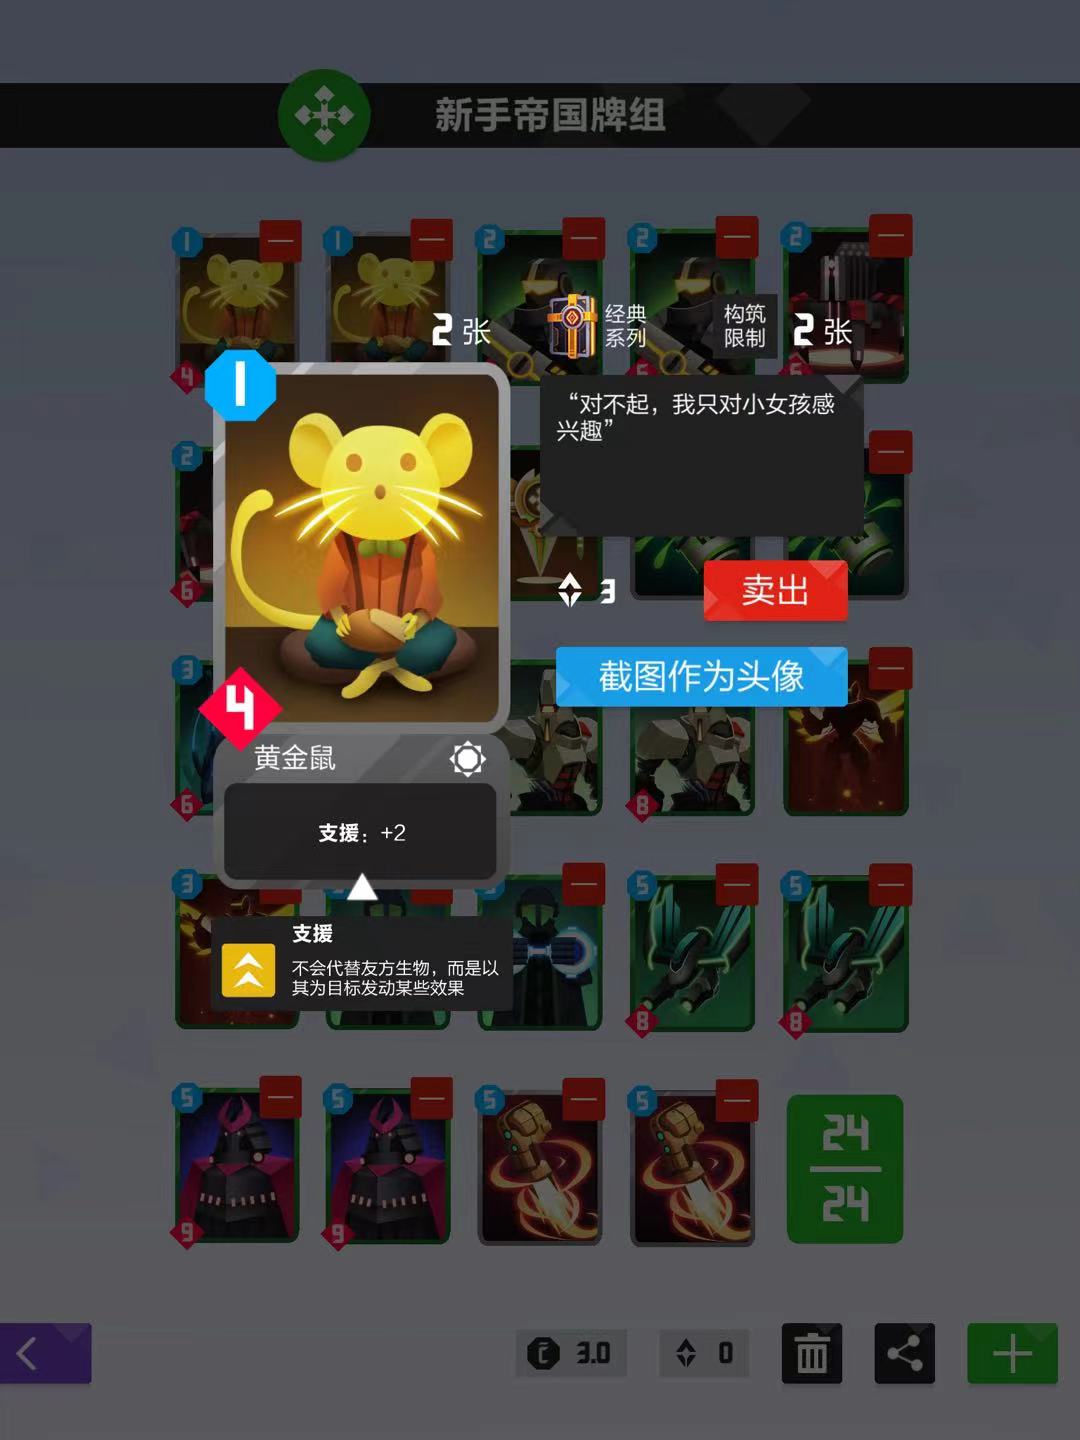 新手帝国牌组
1
1
2
2
2
2 张
经典
系列
构筑
限制
2 张
4
1
“对不起，我只对小女孩感
兴趣”
2
6
3
卖出
截图作为头像
3
4
6
8
黄金鼠
支援：+2
3
5
5
支援
不会代替友方生物，而是以
其为目标发动某些效果
8
8
5
5
5
5
24
24
9
9
3.0
0